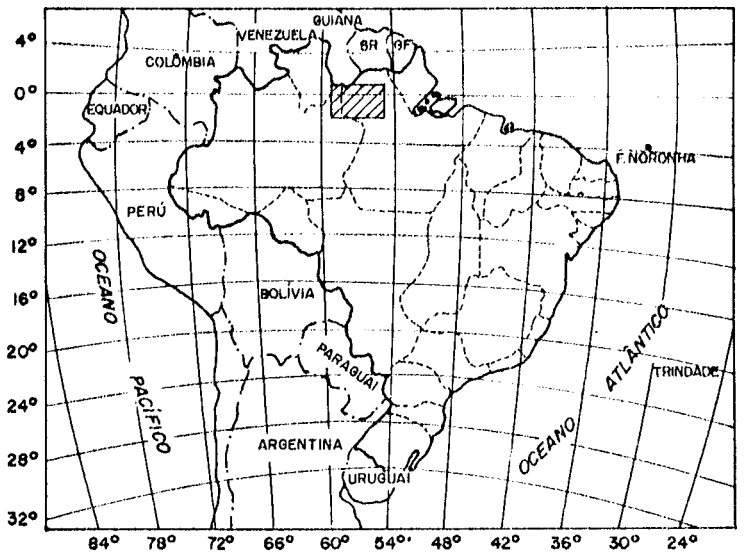 GUIANA
VENEZUELA
SR
GF
COLÔMBIA
EQUADOR
F. NORONHA
PERÚ
BOLÍVIA
PARAGUAI
ARGENTINA
URUGUAI
OCEANO
PACÍFICO
OCEANO
ATLÂNTICO
TRINDADE
4°
0°
4°
8°
12°
16°
20°
24°
28°
32°
84° 78° 72° 66° 60° 54° 48° 42° 36° 30° 24°